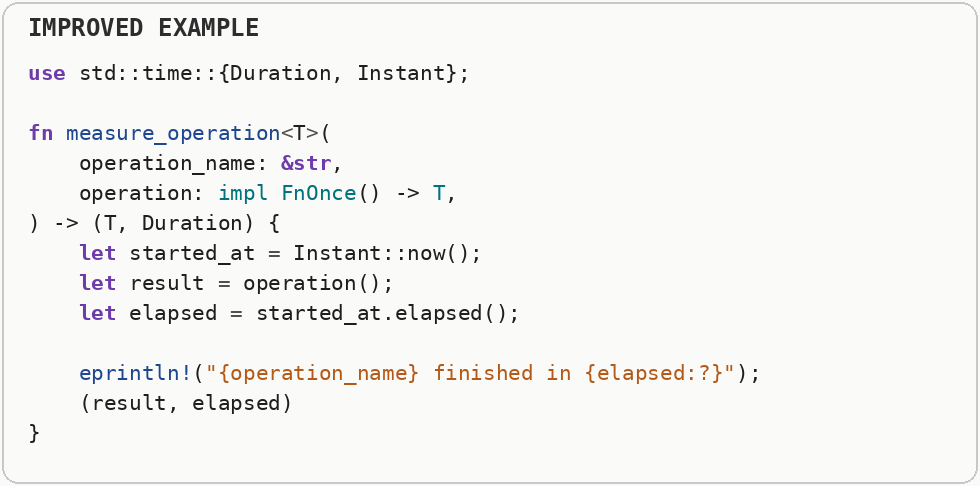 IMPROVED EXAMPLE
use std::time::{Duration, Instant};

fn measure_operation<T>(
    operation_name: &str,
    operation: impl FnOnce() -> T,
) -> (T, Duration) {
    let started_at = Instant::now();
    let result = operation();
    let elapsed = started_at.elapsed();

    eprintln!("{operation_name} finished in {elapsed:?}");
    (result, elapsed)
}